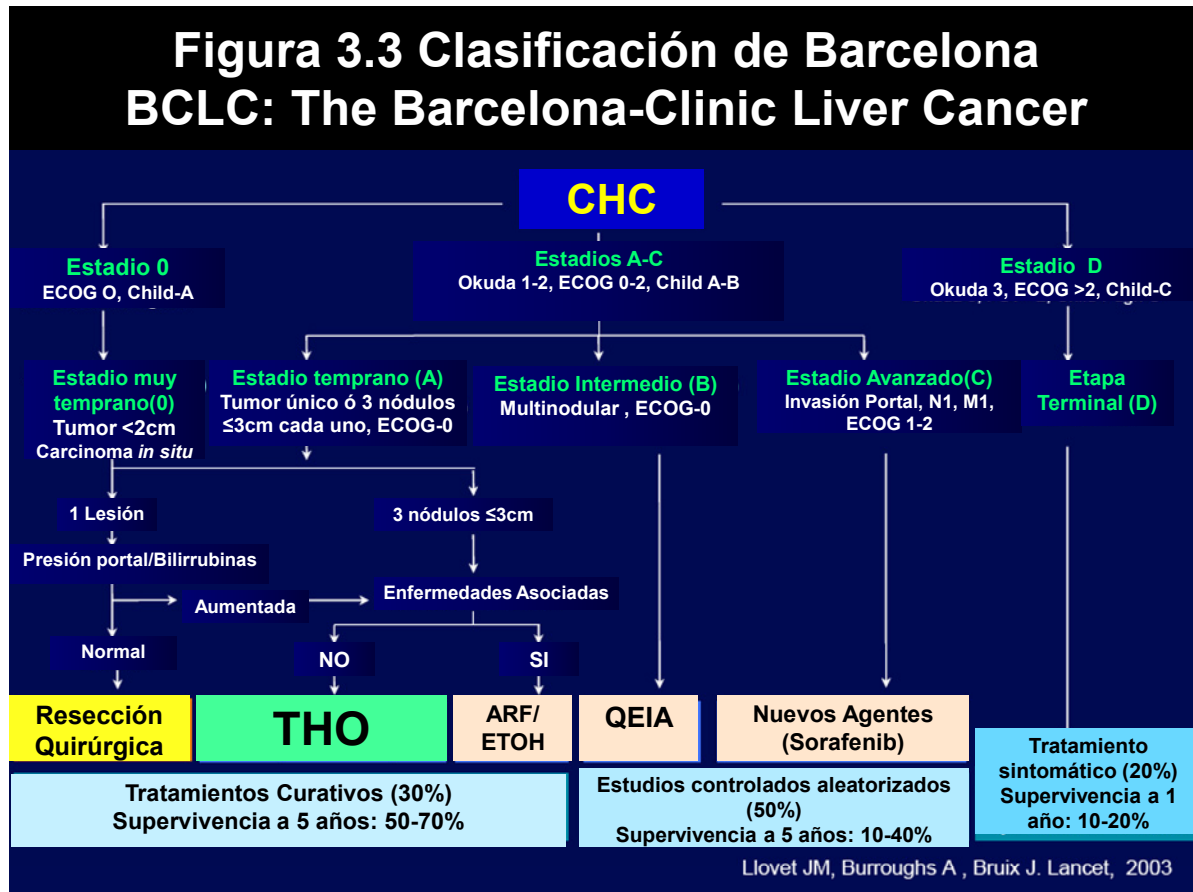 Figura 3.3 Clasificación de Barcelona
BCLC: The Barcelona-Clinic Liver Cancer
CHC
Estadio 0
ECOG O, Child-A
Estadios A-C
Okuda 1-2, ECOG 0-2, Child A-B
Estadio D
Okuda 3, ECOG >2, Child-C
Estadio muy
temprano(0)
Tumor <2cm
Carcinoma in situ
Estadio temprano (A)
Tumor único ó 3 nódulos
≤3cm cada uno, ECOG-0
Estadio Intermedio (B)
Multinodular , ECOG-0
Estadio Avanzado(C)
Invasión Portal, N1, M1,
ECOG 1-2
Etapa
Terminal (D)
1 Lesión
3 nódulos ≤3cm
Presión portal/Bilirrubinas
Aumentada
Enfermedades Asociadas
Normal
NO
SI
Resección
Quirúrgica
THO
ARF/
ETOH
QEIA
Nuevos Agentes
(Sorafenib)
Tratamientos Curativos (30%)
Supervivencia a 5 años: 50-70%
Estudios controlados aleatorizados
(50%)
Supervivencia a 5 años: 10-40%
Tratamiento
sintomático (20%)
Supervivencia a 1
año: 10-20%
Llovet JM, Burroughs A , Bruix J. Lancet, 2003